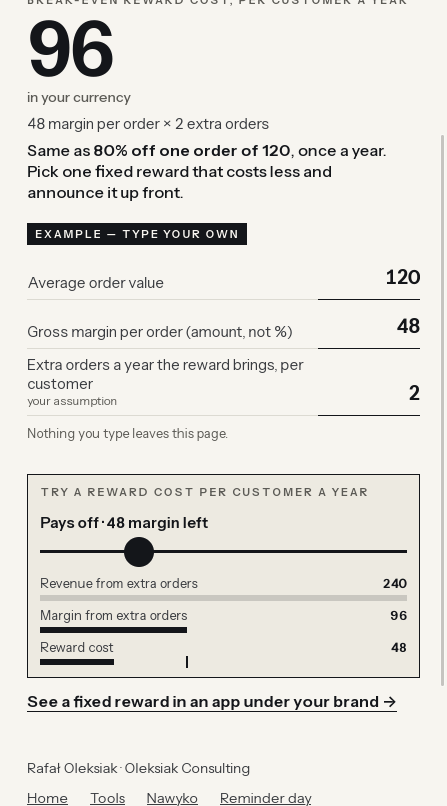 BREAK-EVEN REWARD COST, PER CUSTOMER A YEAR
96
in your currency
48 margin per order × 2 extra orders
Same as 80% off one order of 120, once a year.
Pick one fixed reward that costs less and
announce it up front.
EXAMPLE — TYPE YOUR OWN
Average order value 120
Gross margin per order (amount, not %) 48
Extra orders a year the reward brings, per
customer
your assumption 2
Nothing you type leaves this page.
TRY A REWARD COST PER CUSTOMER A YEAR
Pays off · 48 margin left
Revenue from extra orders 240
Margin from extra orders 96
Reward cost 48
See a fixed reward in an app under your brand →
Rafał Oleksiak · Oleksiak Consulting
Home Tools Nawyko Reminder day